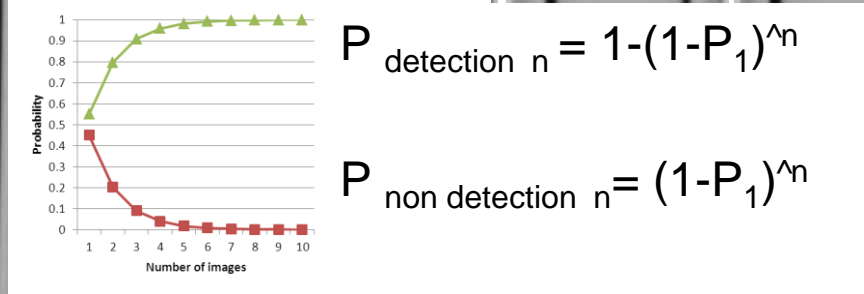 1
0.9
0.8
0.7
0.6
0.5
0.4
0.3
0.2
0.1
0
Probability
1 2 3 4 5 6 7 8 9 10
Number of images
P detection n = 1-(1-P₁)^n
P non detection n= (1-P₁)^n